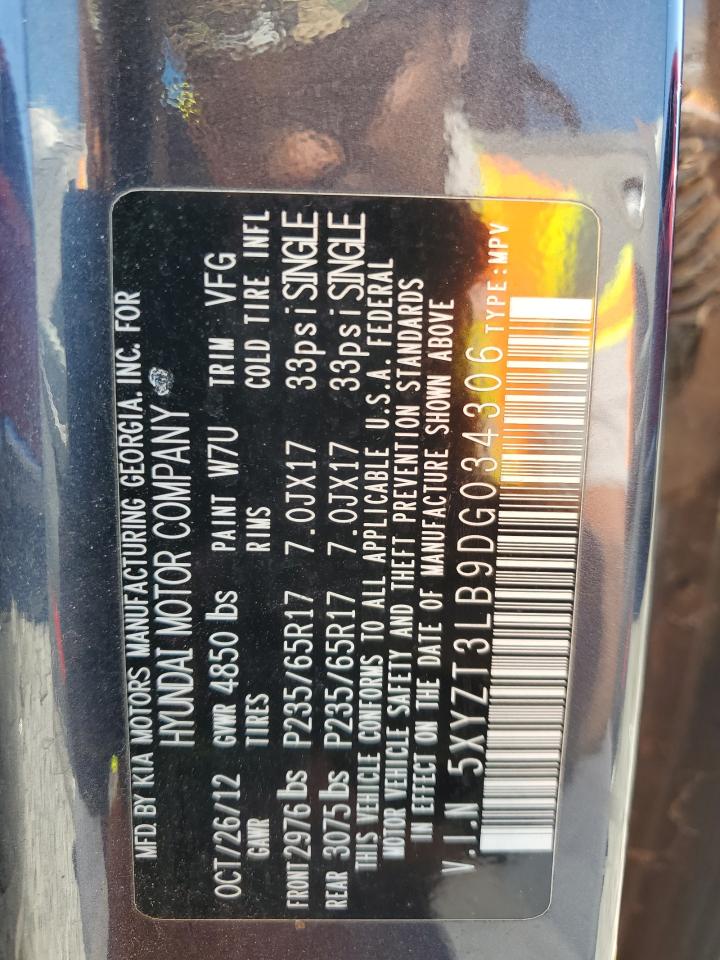 MFD. BY KIA MOTORS MANUFACTURING GEORGIA. INC. FOR
HYUNDAI MOTOR COMPANY
OCT/26/12 GVWR 4850 lbs PAINT W7U TRIM VFG
GAWR TIRES RIMS COLD TIRE INFL
FRONT 2976 lbs P235/65R17 7.0JX17 33psi SINGLE
REAR 3075 lbs P235/65R17 7.0JX17 33psi SINGLE
THIS VEHICLE CONFORMS TO ALL APPLICABLE U.S.A. FEDERAL
MOTOR VEHICLE SAFETY AND THEFT PREVENTION STANDARDS
IN EFFECT ON THE DATE OF MANUFACTURE SHOWN ABOVE
V.I.N 5XYZT3LB9DG034306 TYPE:MPV